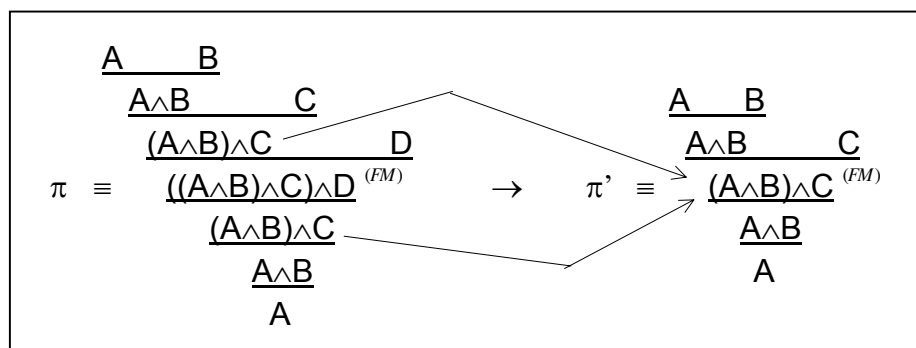 A B
A∧B C A B
(A∧B)∧C D A∧B C
π ≡ ((A∧B)∧C)∧D (FM) → π’ ≡ (A∧B)∧C (FM)
(A∧B)∧C A∧B
A∧B A
A